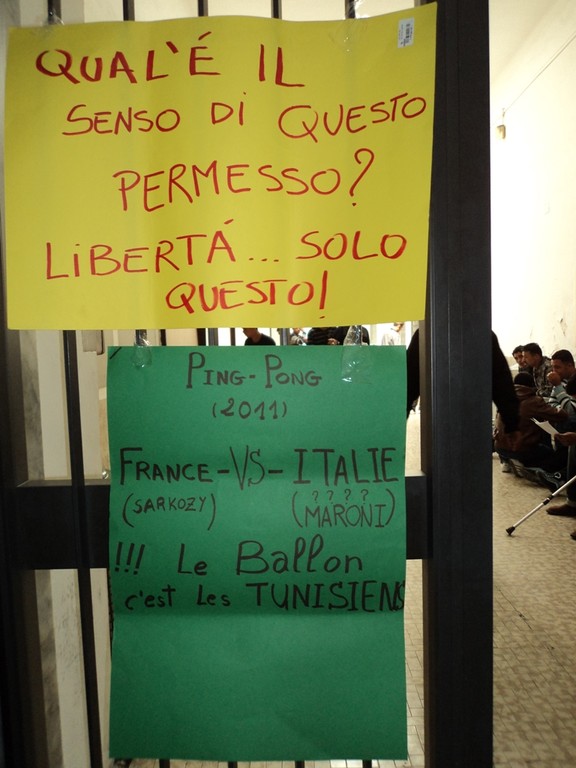 QUAL'É IL
SENSO DI QUESTO
PERMESSO?
LIBERTÁ... SOLO
QUESTO!
PING-PONG
(2011)
FRANCE-VS-ITALIE
(SARKOZY) (MARONI)
????
!!! Le Ballon
c'est Les TUNISIENS